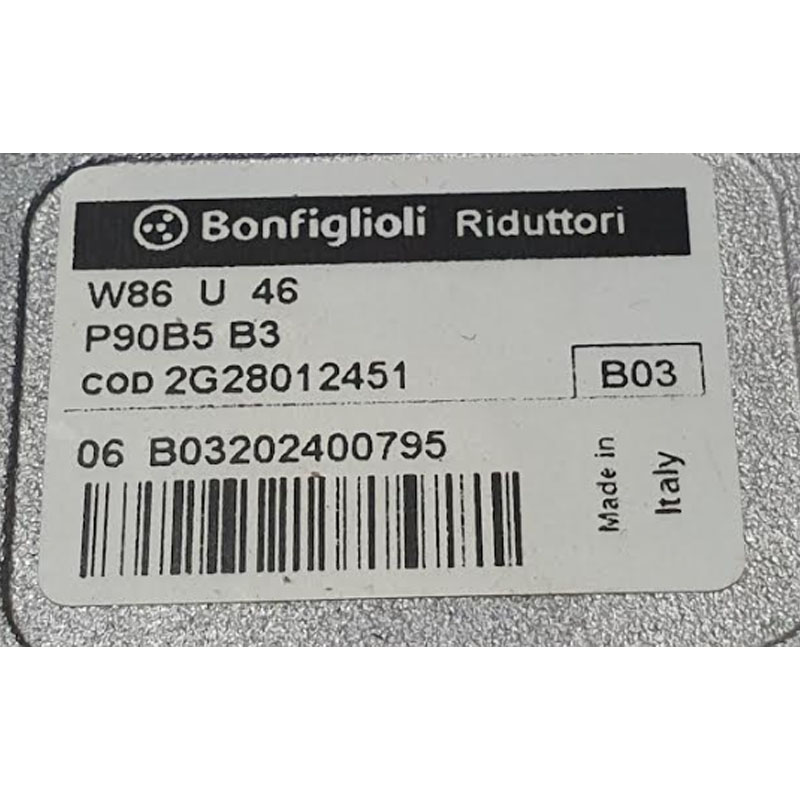 Bonfiglioli Riduttori
W86 U 46
P90B5 B3
COD 2G28012451
B03
06 B03202400795
Made in
Italy